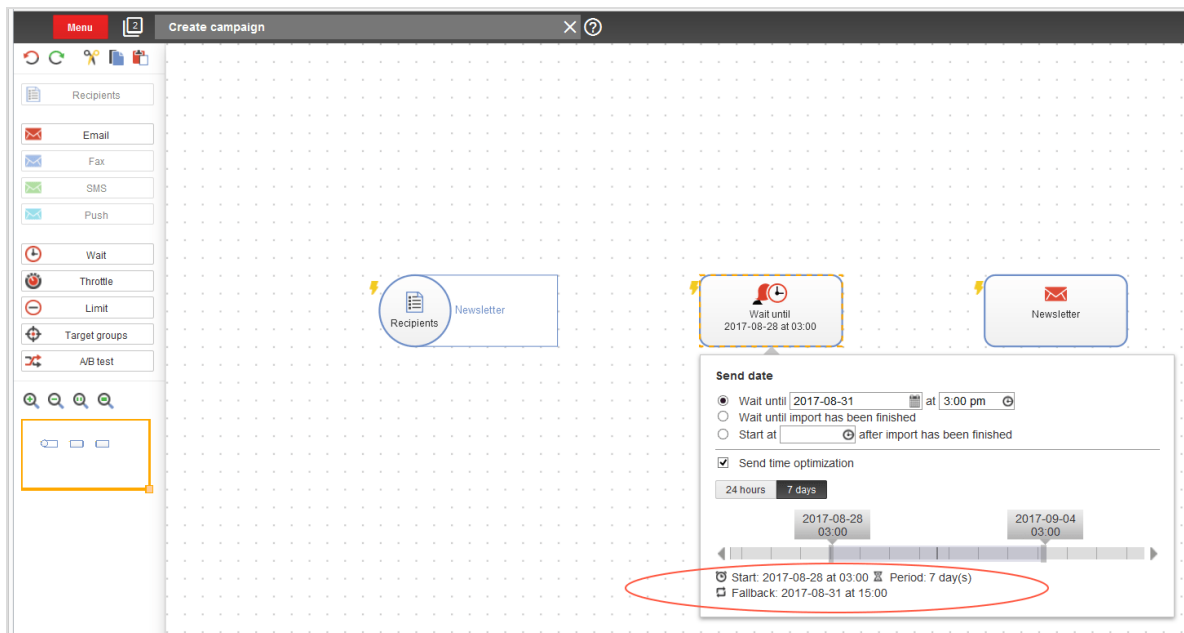 Menu
2
Create campaign
Recipients
Email
Fax
SMS
Push
Wait
Throttle
Limit
Target groups
A/B test
Recipients
Newsletter
Wait until
2017-08-28 at 03:00
Newsletter
Send date
Wait until 2017-08-31 at 3:00 pm
Wait until import has been finished
Start at after import has been finished
Send time optimization
24 hours 7 days
2017-08-28 2017-09-04
03:00 03:00
Start: 2017-08-28 at 03:00 Period: 7 day(s)
Fallback: 2017-08-31 at 15:00